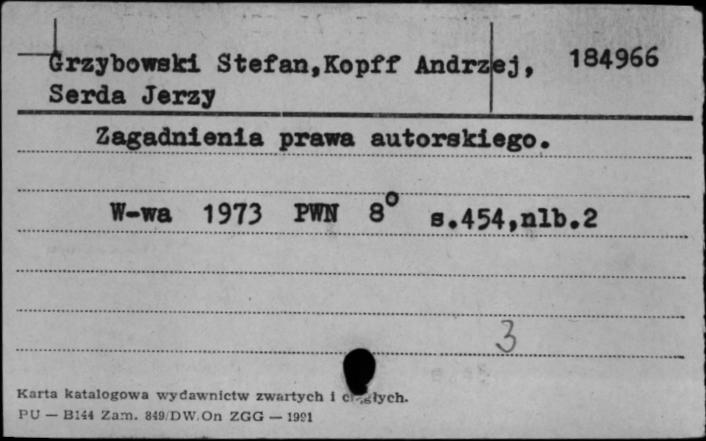 Grzybowski Stefan,Kopff Andrzej, 184966
Serda Jerzy
Zagadnienia prawa autorskiego.
W-wa 1973 PWN 8° s.454,nlb.2
3
Karta katalogowa wydawnictw zwartych i
PU — B144 Zam. 849/DW.On ZGG — 1991